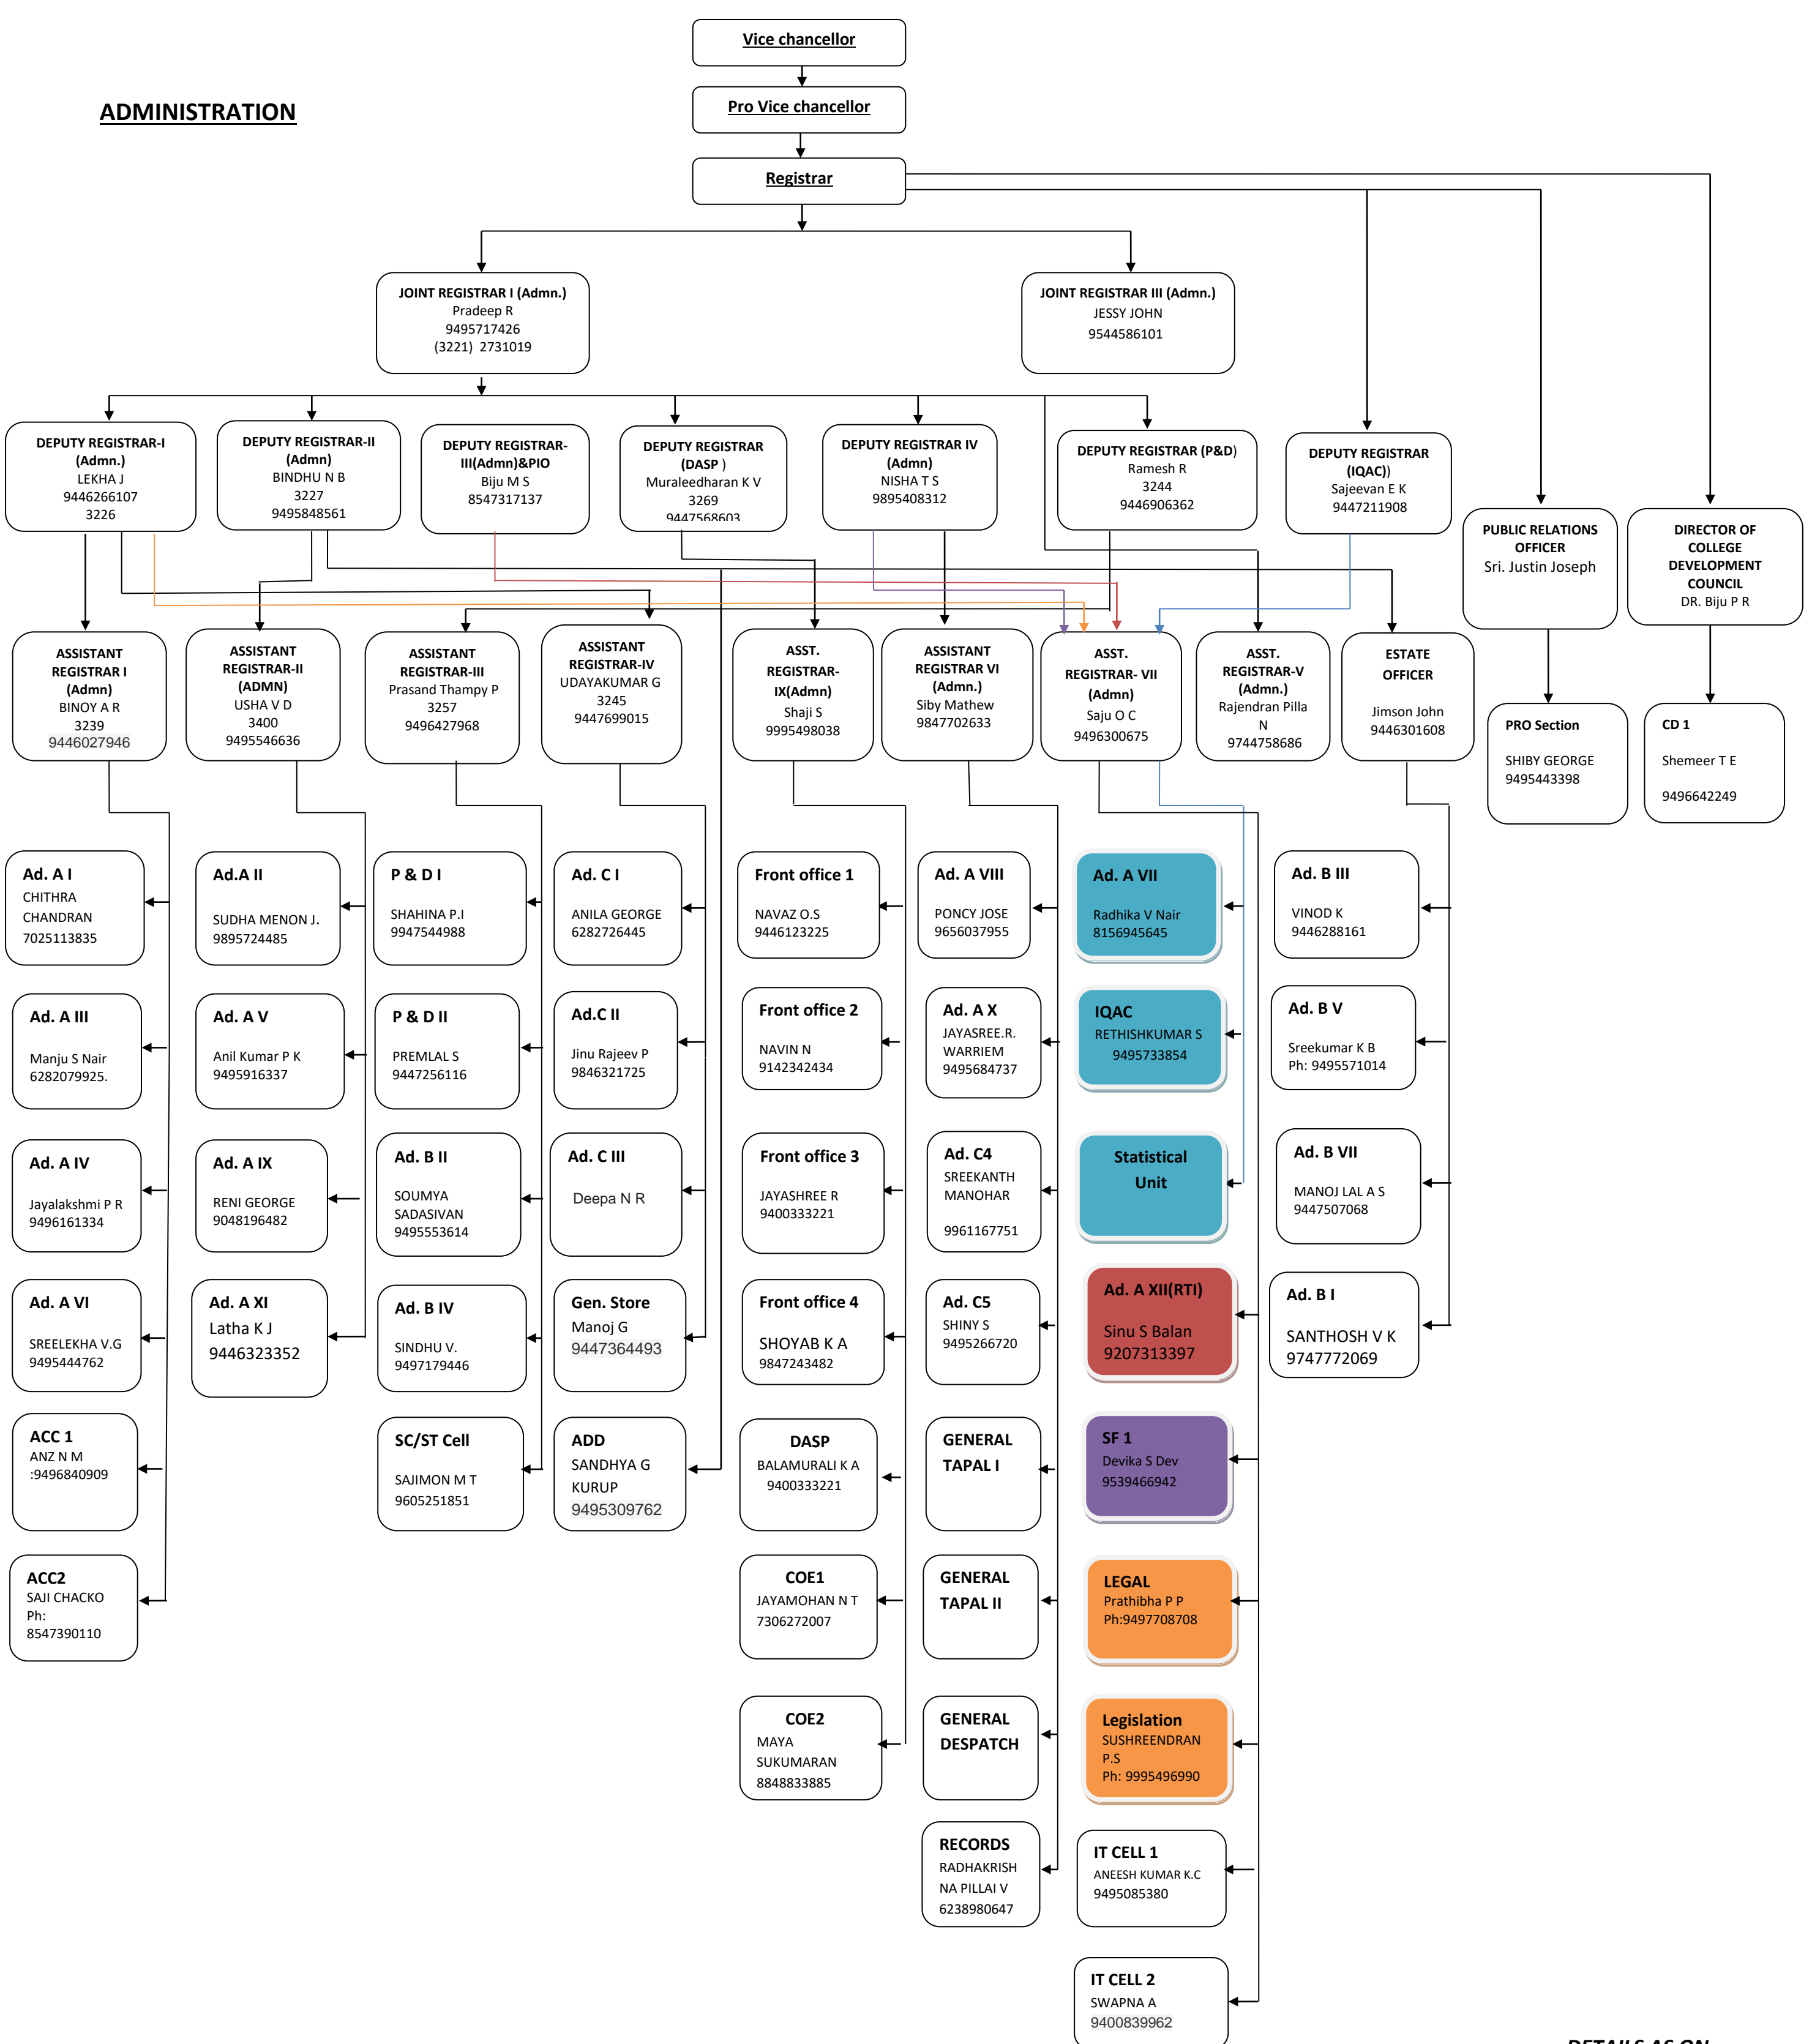 Vice chancellor
ADMINISTRATION
Pro Vice chancellor
Registrar
JOINT REGISTRAR I (Admn.)
Pradeep R
9495717426
(3221)  2731019
JOINT REGISTRAR III (Admn.)
JESSY JOHN
9544586101
DEPUTY REGISTRAR-I
(Admn.)
LEKHA J
9446266107
3226
DEPUTY REGISTRAR-II
(Admn)
BINDHU N B
3227
9495848561
DEPUTY REGISTRAR-
III(Admn)&PIO
Biju M S
8547317137
DEPUTY REGISTRAR
(DASP )
Muraleedharan K V
3269
9447568603
DEPUTY REGISTRAR IV
(Admn)
NISHA T S
9895408312
DEPUTY REGISTRAR (P&D)
Ramesh R
3244
9446906362
DEPUTY REGISTRAR
(IQAC))
Sajeevan E K
9447211908
PUBLIC RELATIONS
OFFICER
Sri. Justin Joseph
DIRECTOR OF
COLLEGE
DEVELOPMENT
COUNCIL
DR. Biju P R
ASSISTANT
REGISTRAR I
(Admn)
BINOY A R
3239
9446027946
ASSISTANT
REGISTRAR-II
(ADMN)
USHA V D
3400
9495546636
ASSISTANT
REGISTRAR-III
Prasand Thampy P
3257
9496427968
ASSISTANT
REGISTRAR-IV
UDAYAKUMAR G
3245
9447699015
ASST.
REGISTRAR-
IX(Admn)
Shaji S
9995498038
ASSISTANT
REGISTRAR VI
(Admn.)
Siby Mathew
9847702633
ASST.
REGISTRAR- VII
(Admn)
Saju O C
9496300675
ASST.
REGISTRAR-V
(Admn.)
Rajendran Pilla
N
9744758686
ESTATE
OFFICER
Jimson John
9446301608
PRO Section
SHIBY GEORGE
9495443398
CD 1
Shemeer T E
9496642249
Ad. A I
CHITHRA
CHANDRAN
7025113835
Ad.A II
SUDHA MENON J.
9895724485
P & D I
SHAHINA P.I
9947544988
Ad. C I
ANILA GEORGE
6282726445
Front office 1
NAVAZ O.S
9446123225
Ad. A VIII
PONCY JOSE
9656037955
Ad. A VII
Radhika V Nair
8156945645
Ad. B III
VINOD K
9446288161
Ad. A III
Manju S Nair
6282079925.
Ad. A V
Anil Kumar P K
9495916337
P & D II
PREMLAL S
9447256116
Ad.C II
Jinu Rajeev P
9846321725
Front office 2
NAVIN N
9142342434
Ad. A X
JAYASREE.R.
WARRIEM
9495684737
IQAC
RETHISHKUMAR S
9495733854
Ad. B V
Sreekumar K B
Ph: 9495571014
Ad. A IV
Jayalakshmi P R
9496161334
Ad. A IX
RENI GEORGE
9048196482
Ad. B II
SOUMYA
SADASIVAN
9495553614
Ad. C III
Deepa N R
Front office 3
JAYASHREE R
9400333221
Ad. C4
SREEKANTH
MANOHAR
9961167751
Statistical
Unit
Ad. B VII
MANOJ LAL A S
9447507068
Ad. A VI
SREELEKHA V.G
9495444762
Ad. A XI
Latha K J
9446323352
Ad. B IV
SINDHU V.
9497179446
Gen. Store
Manoj G
9447364493
Front office 4
SHOYAB K A
9847243482
Ad. C5
SHINY S
9495266720
Ad. A XII(RTI)
Sinu S Balan
9207313397
Ad. B I
SANTHOSH V K
9747772069
ACC 1
ANZ N M
:9496840909
SC/ST Cell
SAJIMON M T
9605251851
ADD
SANDHYA G
KURUP
9495309762
DASP
BALAMURALI K A
9400333221
GENERAL
TAPAL I
SF 1
Devika S Dev
9539466942
ACC2
SAJI CHACKO
Ph:
8547390110
COE1
JAYAMOHAN N T
7306272007
GENERAL
TAPAL II
LEGAL
Prathibha P P
Ph:9497708708
COE2
MAYA
SUKUMARAN
8848833885
GENERAL
DESPATCH
Legislation
SUSHREENDRAN
P.S
Ph: 9995496990
RECORDS
RADHAKRISH
NA PILLAI V
6238980647
IT CELL 1
ANEESH KUMAR K.C
9495085380
IT CELL 2
SWAPNA A
9400839962
DETAILS AS ON